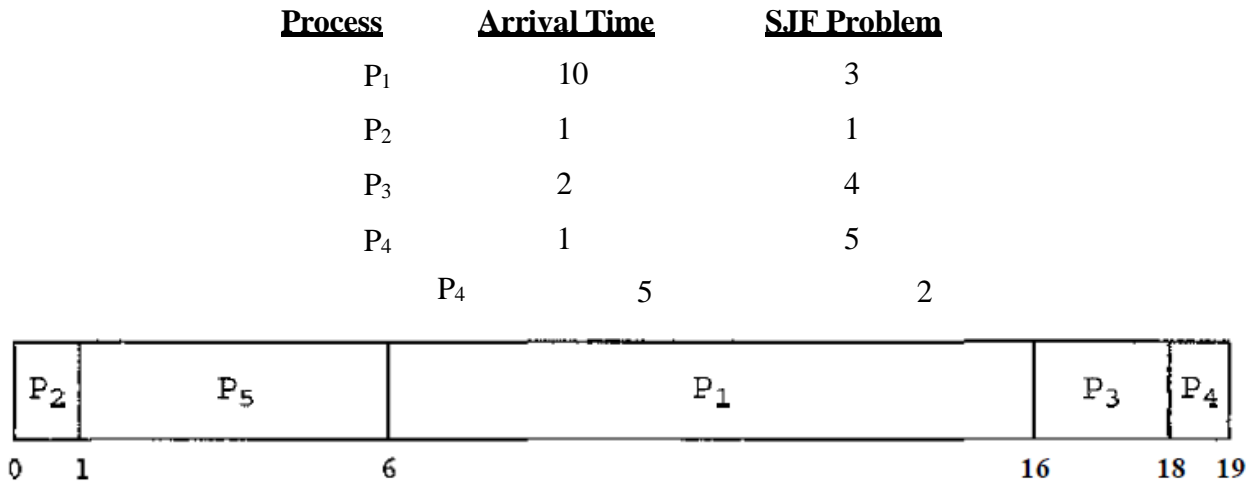 Process Arrival Time SJF Problem
P₁ 10 3
P₂ 1 1
P₃ 2 4
P₄ 1 5
P₄ 5 2
P₂ P₅ P₁ P₃ P₄
0 1 6 16 18 19